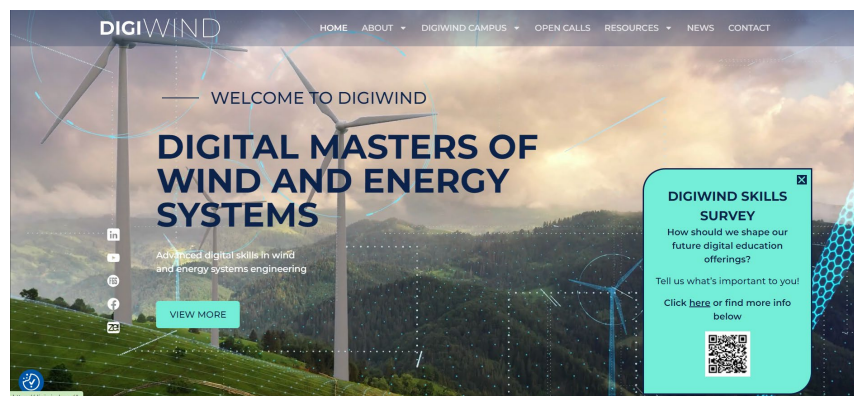 DIGIWIND
HOME ABOUT DIGIWIND CAMPUS OPEN CALLS RESOURCES NEWS CONTACT
WELCOME TO DIGIWIND
DIGITAL MASTERS OF
WIND AND ENERGY
SYSTEMS
Advanced digital skills in wind
and energy systems engineering
VIEW MORE
DIGIWIND SKILLS
SURVEY
How should we shape our
future digital education
offerings?
Tell us what's important to you!
Click here or find more info
below